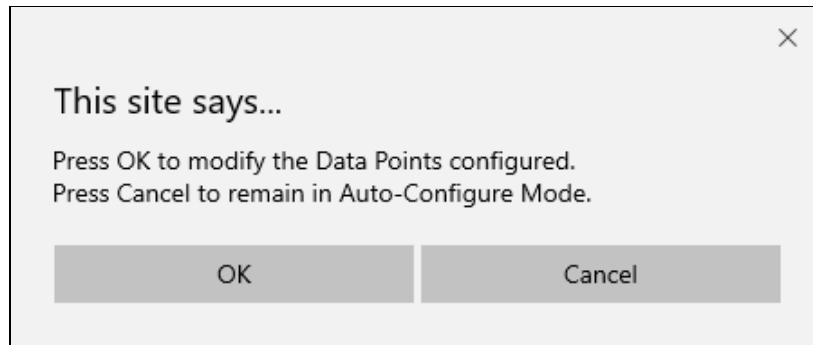 This site says...
Press OK to modify the Data Points configured.
Press Cancel to remain in Auto-Configure Mode.
OK
Cancel